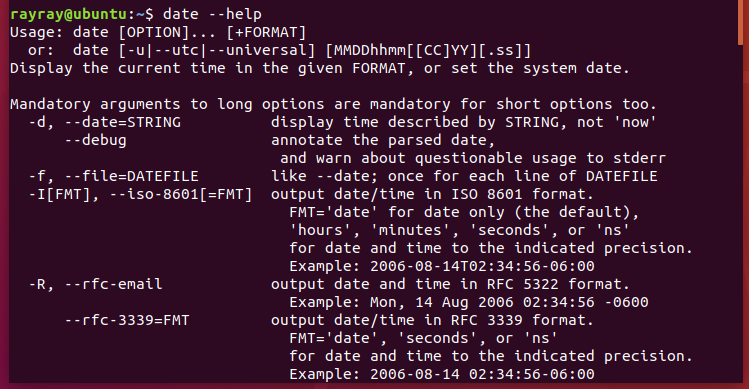 rayray@ubuntu:~$ date --help
Usage: date [OPTION]... [+FORMAT]
  or:  date [-u|--utc|--universal] [MMDDhhmm[[CC]YY][.ss]]
Display the current time in the given FORMAT, or set the system date.

Mandatory arguments to long options are mandatory for short options too.
  -d, --date=STRING          display time described by STRING, not 'now'
      --debug                annotate the parsed date,
                              and warn about questionable usage to stderr
  -f, --file=DATEFILE        like --date; once for each line of DATEFILE
  -I[FMT], --iso-8601[=FMT]  output date/time in ISO 8601 format.
                               FMT='date' for date only (the default),
                               'hours', 'minutes', 'seconds', or 'ns'
                               for date and time to the indicated precision.
                               Example: 2006-08-14T02:34:56-06:00
  -R, --rfc-email            output date and time in RFC 5322 format.
                               Example: Mon, 14 Aug 2006 02:34:56 -0600
      --rfc-3339=FMT         output date/time in RFC 3339 format.
                               FMT='date', 'seconds', or 'ns'
                               for date and time to the indicated precision.
                               Example: 2006-08-14 02:34:56-06:00